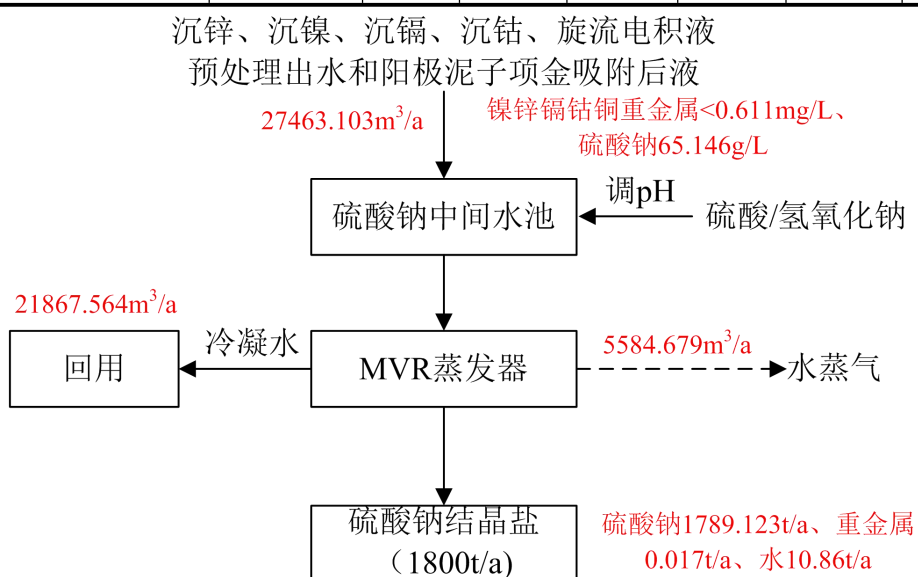 沉锌、沉镍、沉镉、沉钴、旋流电积液
预处理出水和阳极泥子项金吸附后液
27463.103m³/a
镍锌镉钴铜重金属<0.611mg/L、
硫酸钠65.146g/L
调pH
硫酸钠中间水池
硫酸/氢氧化钠
21867.564m³/a
冷凝水
5584.679m³/a
回用
MVR蒸发器
水蒸气
硫酸钠结晶盐
（1800t/a)
硫酸钠1789.123t/a、重金属
0.017t/a、水10.86t/a